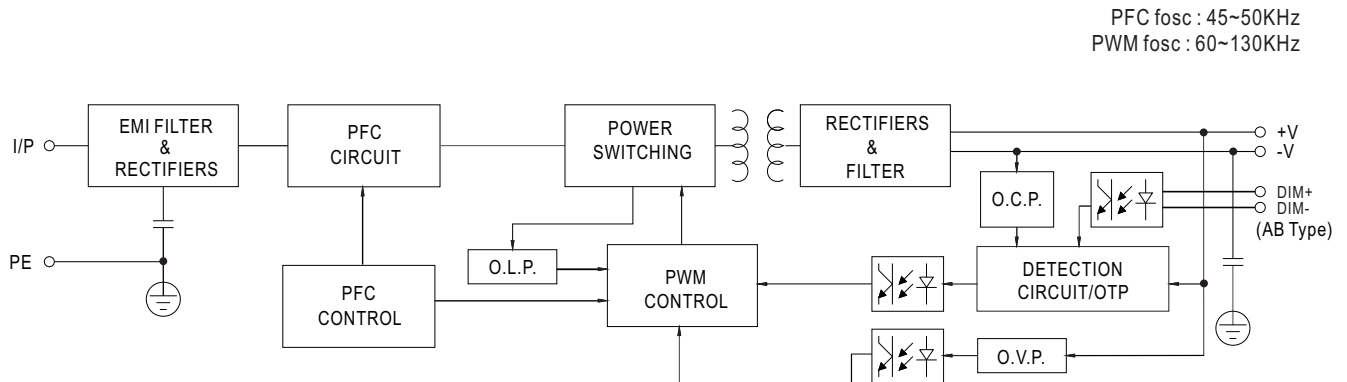 PFC fosc : 45~50KHz
PWM fosc : 60~130KHz
I/P
EMI FILTER
&
RECTIFIERS
PFC
CIRCUIT
POWER
SWITCHING
RECTIFIERS
&
FILTER
+V
-V
O.C.P.
DIM+
DIM-
(AB Type)
PE
O.L.P.
PFC
CONTROL
PWM
CONTROL
DETECTION
CIRCUIT/OTP
O.V.P.